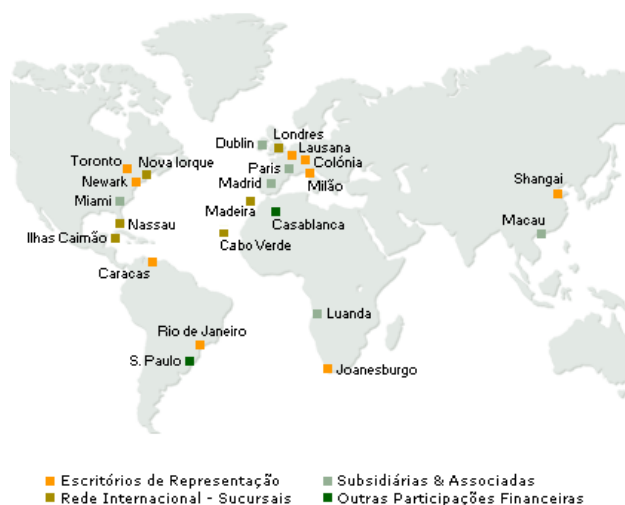 Londres
Dublin
Lausana
Toronto
Nova Iorque
Paris
Colónia
Newark
Madrid
Milão
Shangai
Miami
Madeira
Nassau
Casablanca
Macau
Ilhas Caimão
Cabo Verde
Caracas
Luanda
Rio de Janeiro
S. Paulo
Joanesburgo
Escritórios de Representação
Subsidiárias & Associadas
Rede Internacional - Sucursais
Outras Participações Financeiras